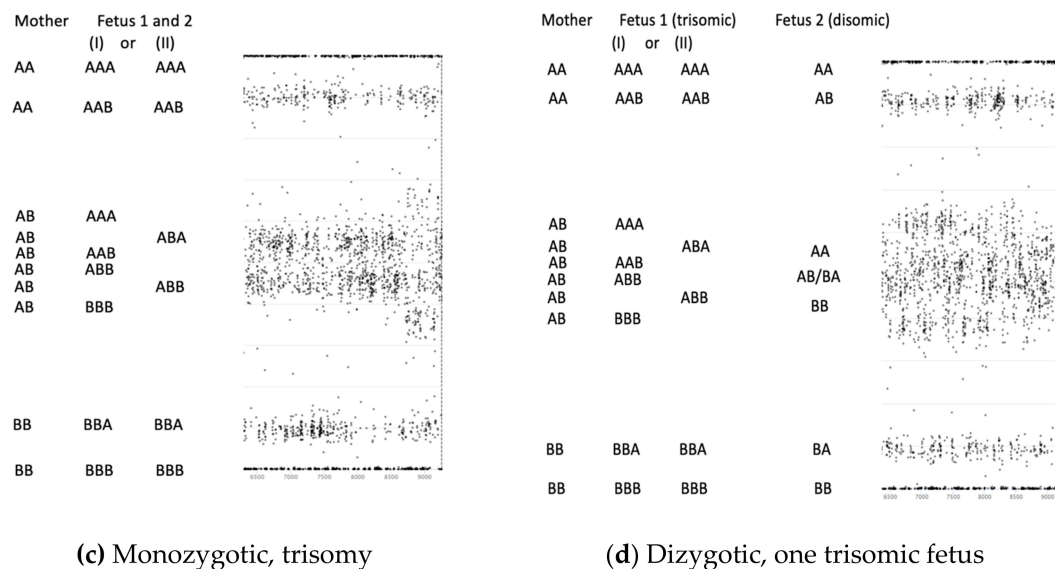 Mother Fetus 1 and 2
(I) or (II)
AA AAA AAA
AA AAB AAB
AB AAA
AB ABA
AB AAB
AB ABB
AB ABB
AB BBB
BB BBA BBA
BB BBB BBB
6500 7000 7500 8000 8500 9000
(c) Monozygotic, trisomy
Mother Fetus 1 (trisomic) Fetus 2 (disomic)
(I) or (II)
AA AAA AAA AA
AA AAB AAB AB
AB AAA
AB ABA
AB AAB AA
AB ABB AB/BA
AB ABB BB
AB BBB
BB BBA BBA BA
BB BBB BBB BB
6500 7000 7500 8000 8500 9000
(d) Dizygotic, one trisomic fetus